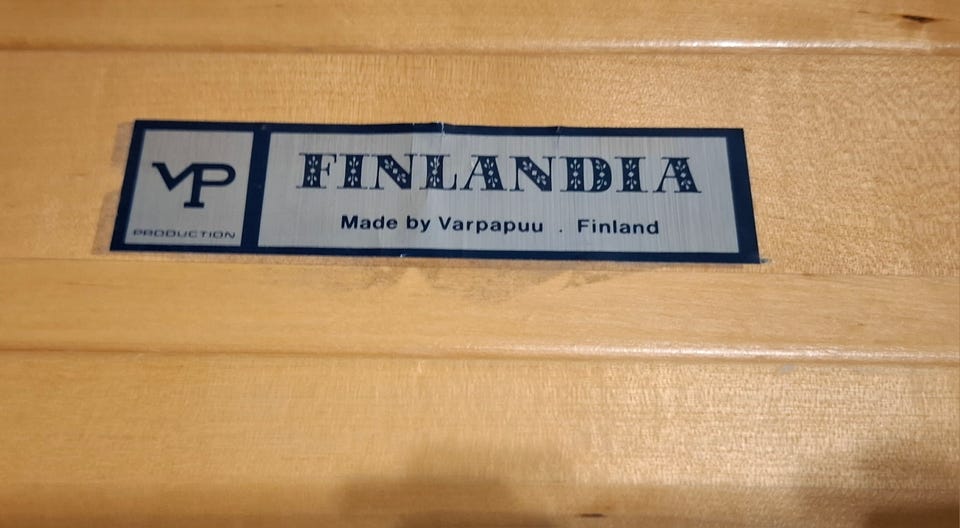 VP
PRODUCTION
FINLANDIA
Made by Varpapuu . Finland